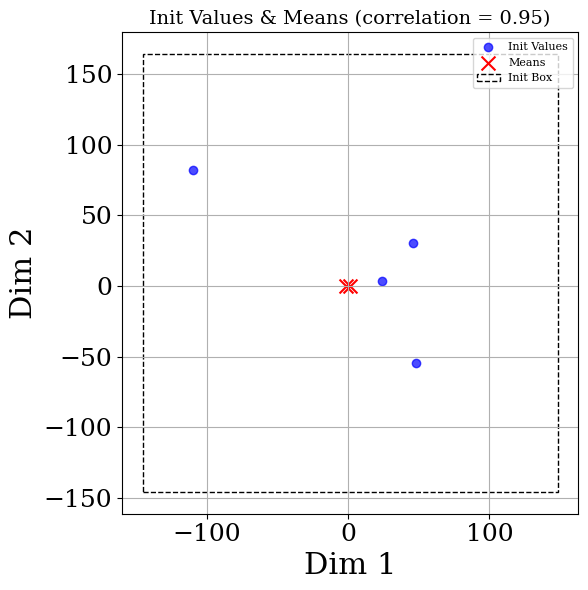 Init Values & Means (correlation = 0.95)
Init Values
Means
Init Box
150
100
50
0
−50
−100
−150
Dim 2
−100
0
100
Dim 1